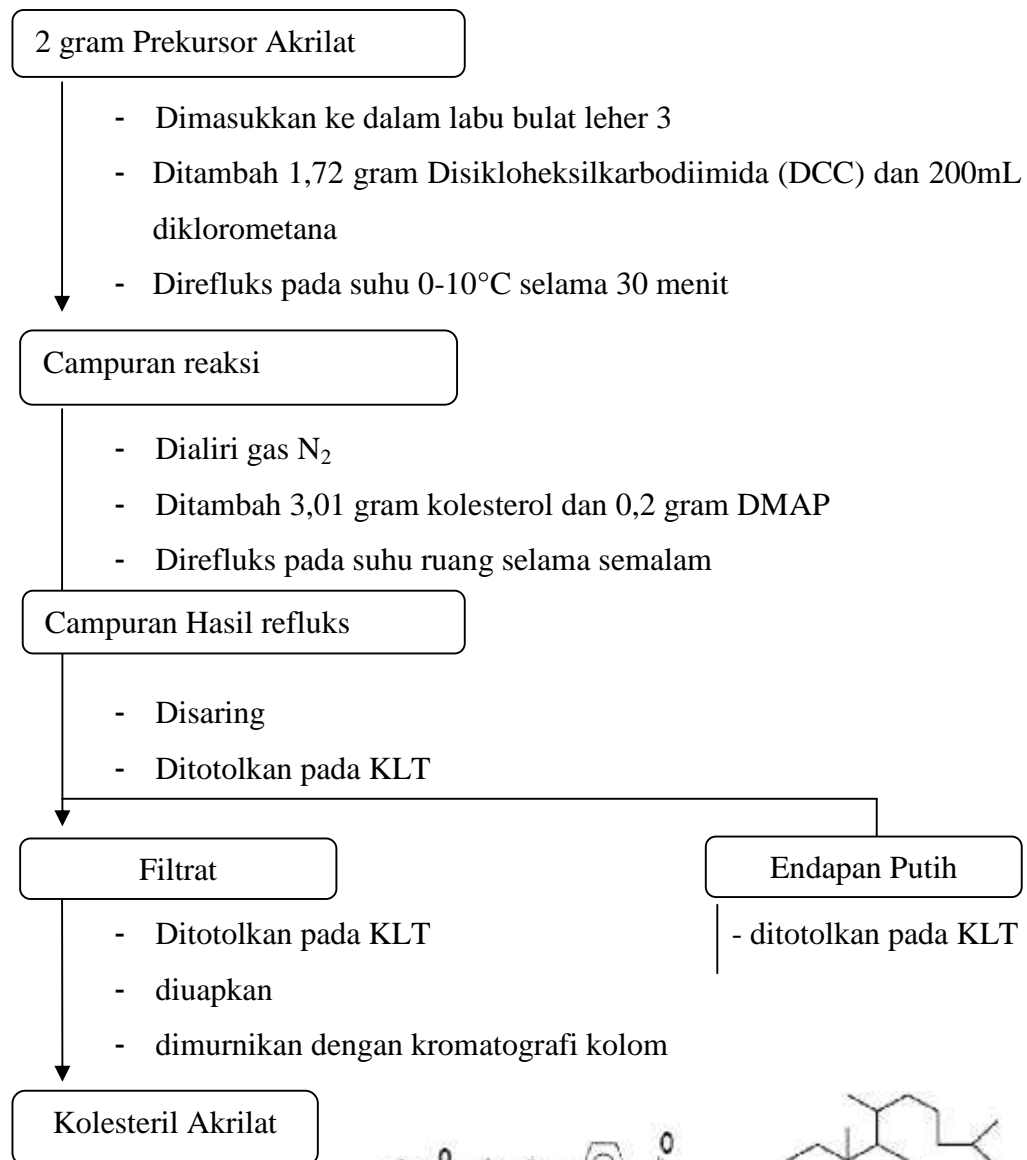 2 gram Prekursor Akrilat
- Dimasukkan ke dalam labu bulat leher 3
- Ditambah 1,72 gram Disikloheksilkarbodiimida (DCC) dan 200mL
diklorometana
- Direfluks pada suhu 0-10°C selama 30 menit
Campuran reaksi
- Dialiri gas N₂
- Ditambah 3,01 gram kolesterol dan 0,2 gram DMAP
- Direfluks pada suhu ruang selama semalam
Campuran Hasil refluks
- Disaring
- Ditotolkan pada KLT
Filtrat
Endapan Putih
- Ditotolkan pada KLT
- diuapkan
- dimurnikan dengan kromatografi kolom
- ditotolkan pada KLT
Kolesteril Akrilat